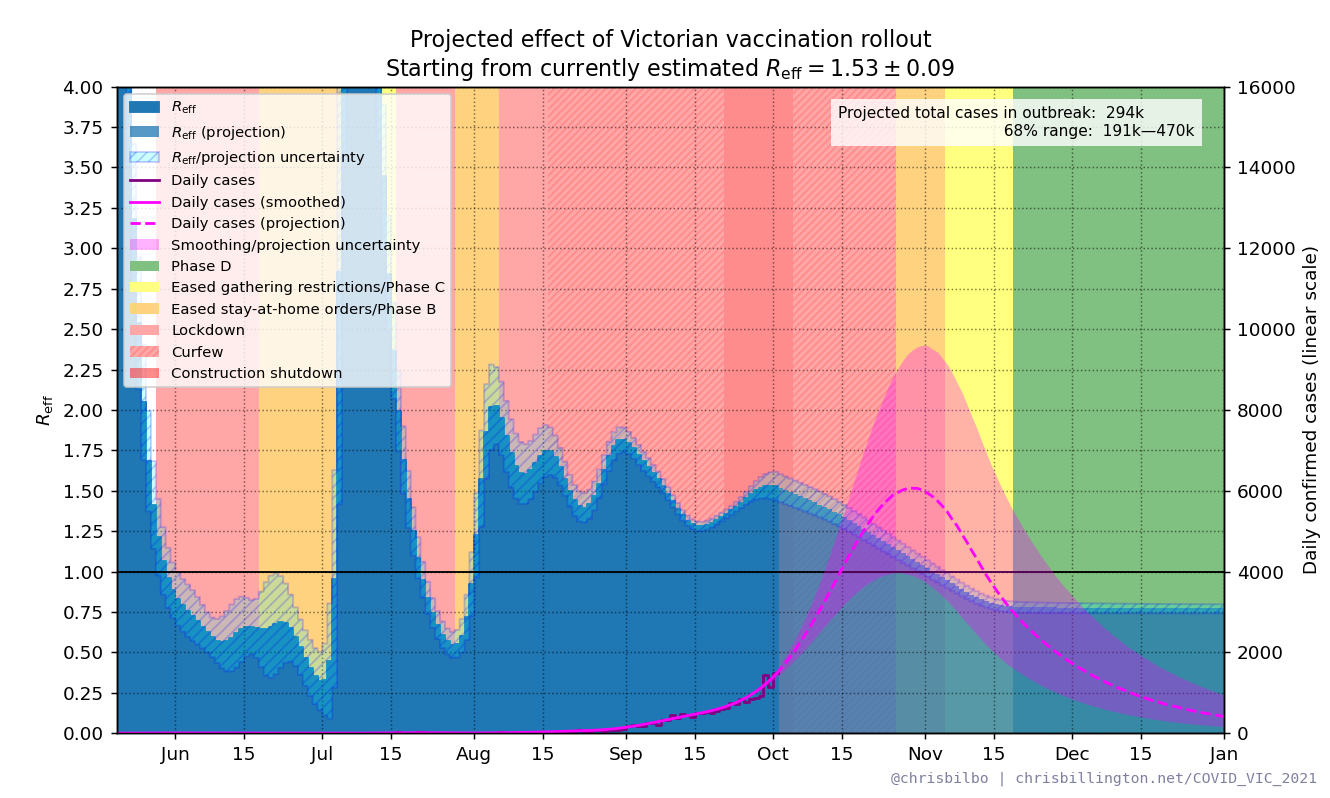 Projected effect of Victorian vaccination rollout
Starting from currently estimated Reff = 1.53 ± 0.09
4.00
3.75
3.50
3.25
3.00
2.75
2.50
2.25
2.00
1.75
1.50
1.25
1.00
0.75
0.50
0.25
0.00
Reff
Reff
Reff (projection)
Reff/projection uncertainty
Daily cases
Daily cases (smoothed)
Daily cases (projection)
Smoothing/projection uncertainty
Phase D
Eased gathering restrictions/Phase C
Eased stay-at-home orders/Phase B
Lockdown
Curfew
Construction shutdown
Projected total cases in outbreak: 294k
68% range: 191k—470k
16000
14000
12000
10000
8000
6000
4000
2000
0
Daily confirmed cases (linear scale)
Jun 15 Jul 15 Aug 15 Sep 15 Oct 15 Nov 15 Dec 15 Jan
@chrisbilbo | chrisbillington.net/COVID_VIC_2021